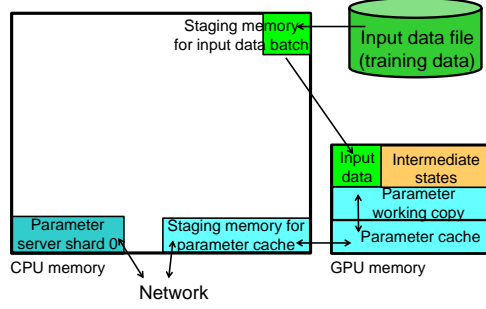 Staging memory
for input data batch
Input data file
(training data)
Input
data
Intermediate
states
Parameter
working copy
Parameter cache
Parameter
server shard 0
Staging memory for
parameter cache
CPU memory
GPU memory
Network